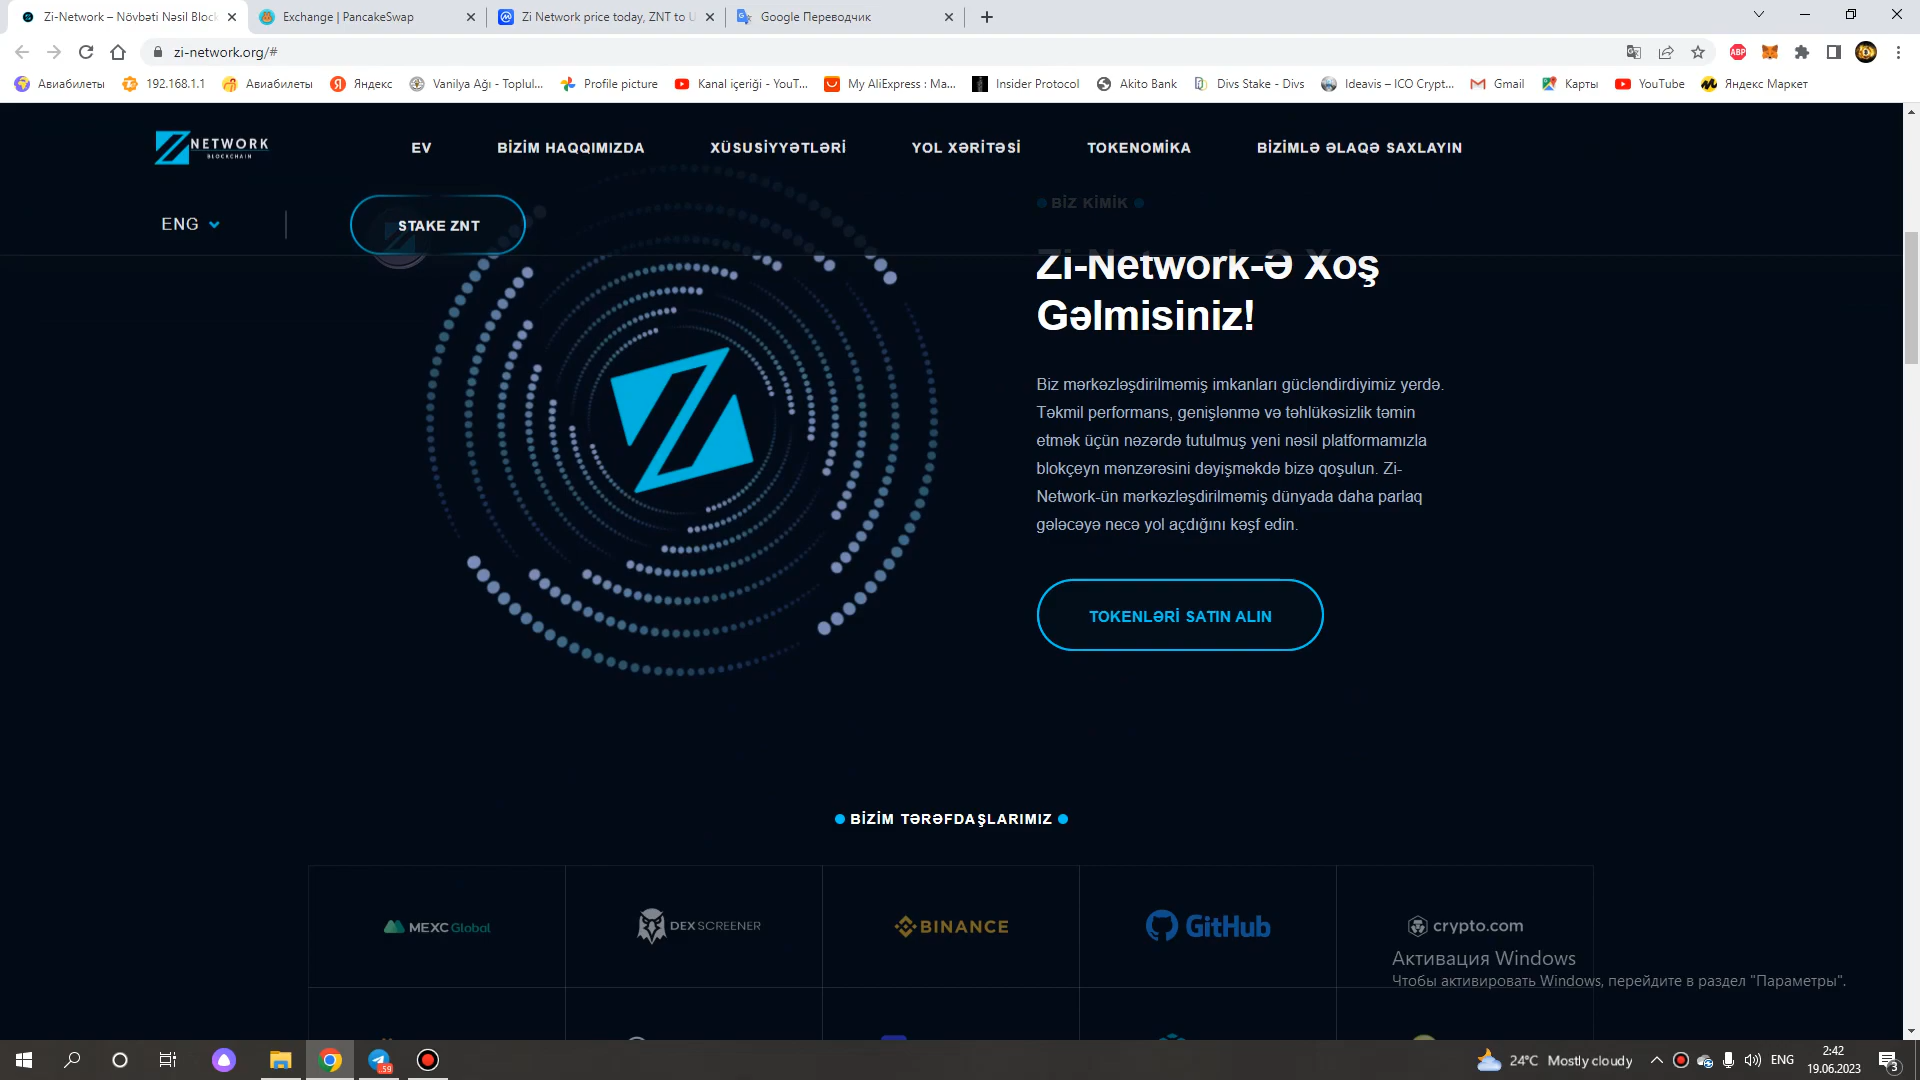 Zi-Network – Növbəti Nəsil Block
Exchange | PancakeSwap
Zi Network price today, ZNT to U
Google Переводчик
zi-network.org/#
Авиабилеты
192.168.1.1
Авиабилеты
Яндекс
Vanilya Ağı - Toplul...
Profile picture
Kanal içeriği - YouT...
My AliExpress : Ma...
Insider Protocol
Akito Bank
Divs Stake - Divs
Ideavis – ICO Crypt...
Gmail
Карты
YouTube
Яндекс Маркет
ABP
NETWORK
BLOCKCHAIN
EV
BİZİM HAQQIMIZDA
XÜSUSİYYƏTLƏRİ
YOL XƏRİTƏSİ
TOKENOMİKA
BİZİMLƏ ƏLAQƏ SAXLAYIN
ENG
STAKE ZNT
BİZ KİMİK
Zi-Network-Ə Xoş
Gəlmisiniz!
Biz mərkəzləşdirilməmiş imkanları gücləndirdiyimiz yerdə.
Təkmil performans, genişlənmə və təhlükəsizlik təmin
etmək üçün nəzərdə tutulmuş yeni nəsil platformamızla
blokçeyn mənzərəsini dəyişməkdə bizə qoşulun. Zi-
Network-ün mərkəzləşdirilməmiş dünyada daha parlaq
gələcəyə necə yol açdığını kəşf edin.
TOKENLƏRİ SATIN ALIN
BİZİM TƏRƏFDAŞLARIMIZ
MEXC Global
DEX SCREENER
BINANCE
GitHub
crypto.com
Активация Windows
Чтобы активировать Windows, перейдите в раздел "Параметры".
59
24°C Mostly cloudy
ENG
2:42
19.06.2023
3